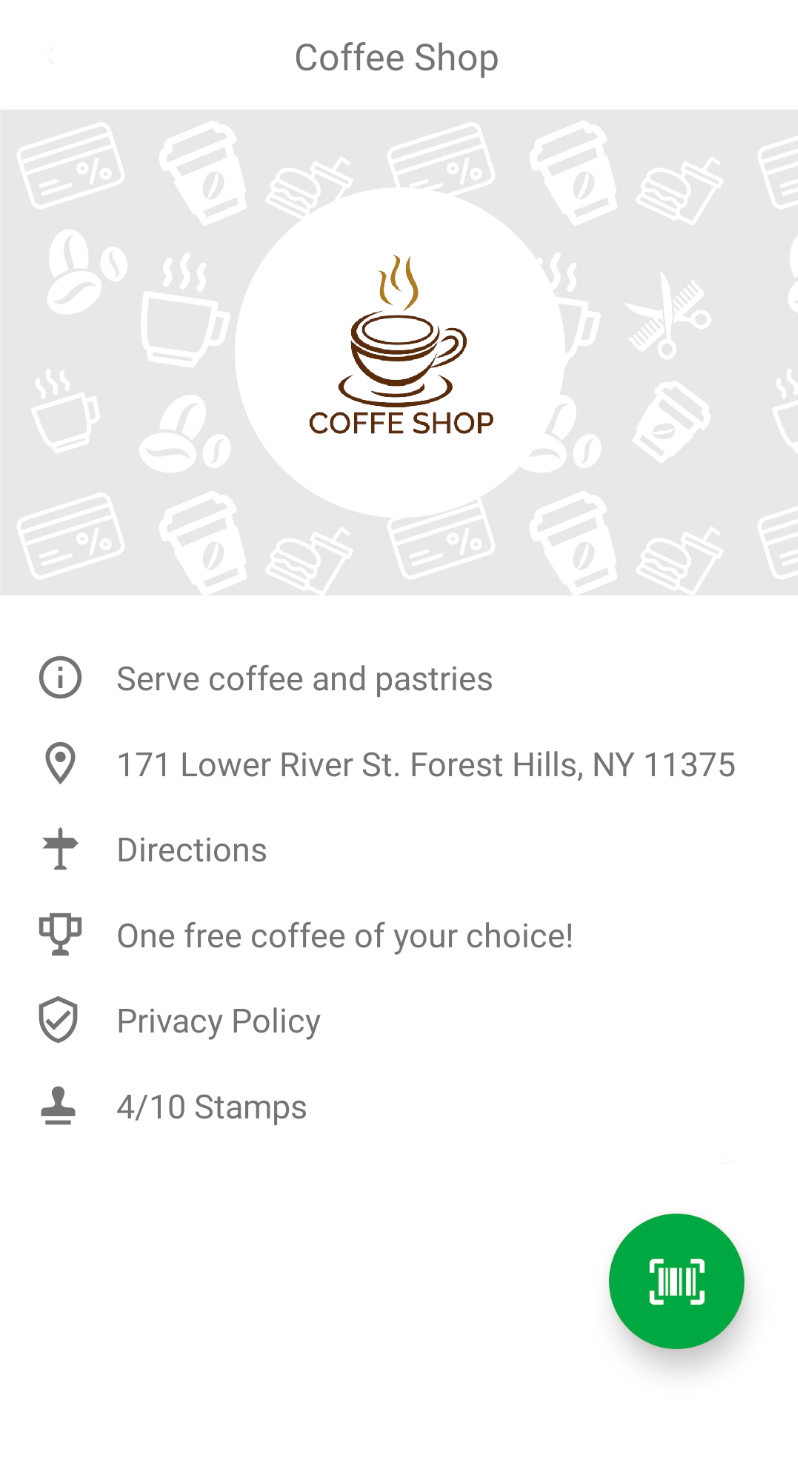 Coffee Shop
COFFE SHOP
Serve coffee and pastries
171 Lower River St. Forest Hills, NY 11375
Directions
One free coffee of your choice!
Privacy Policy
4/10 Stamps